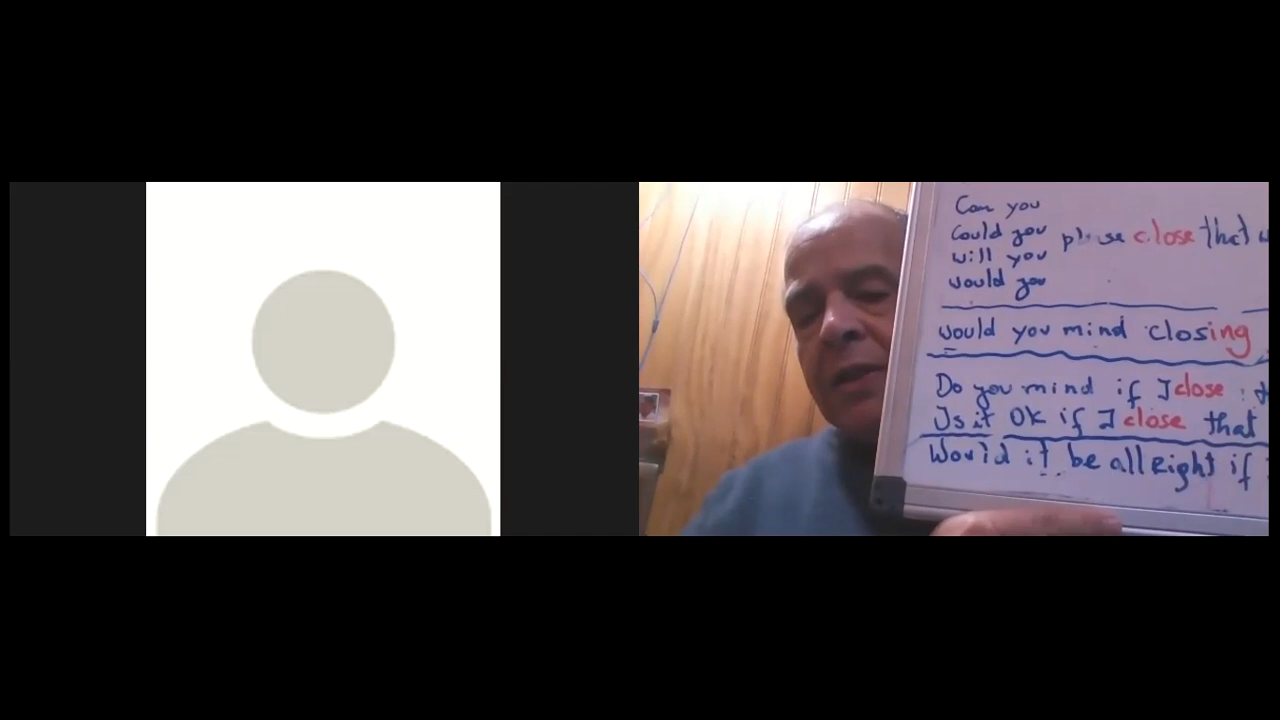 Can you
Could you
will you
would you
please close that
would you mind closing
Do you mind if I close
Is it OK if I close that
Would it be all Right if